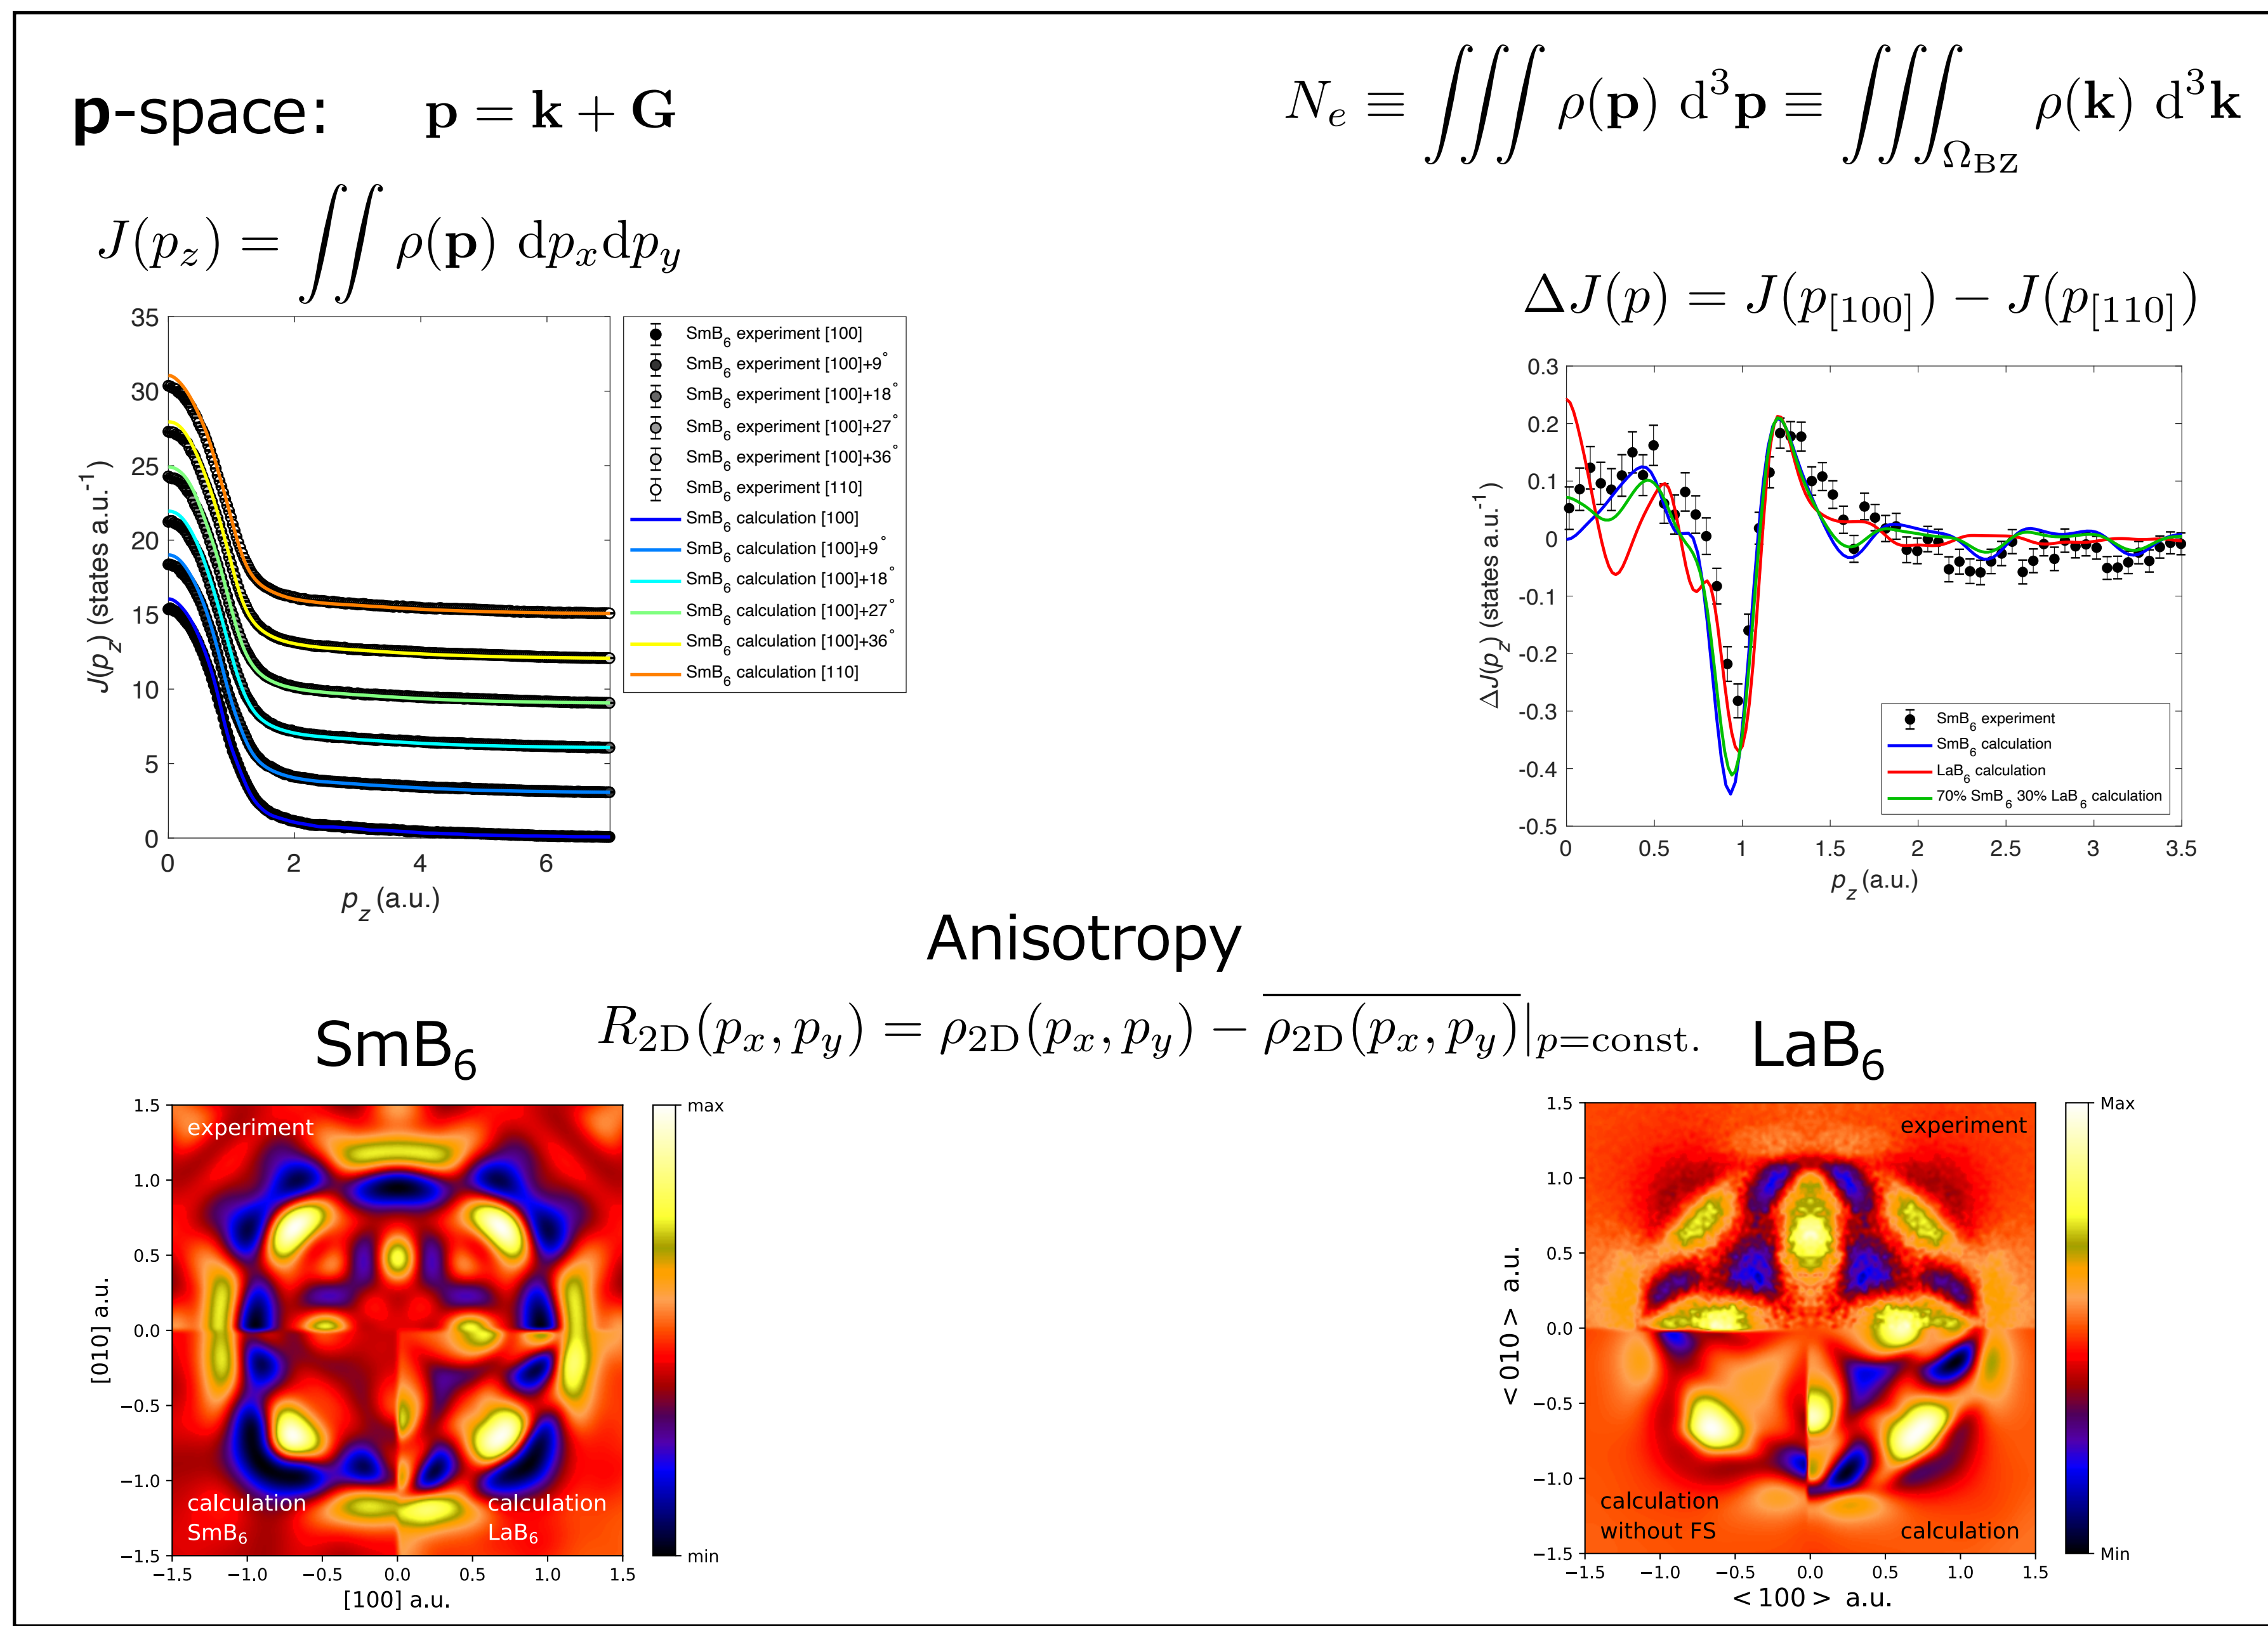 p-space: p = k + G
N_e ≡ ∭ ρ(p) d³p ≡ ∭_{Ω_BZ} ρ(k) d³k
J(p_z) = ∬ ρ(p) dp_x dp_y
35
30
25
20
15
10
5
0
J(p_z) (states a.u.⁻¹)
0 2 4 6
p_z (a.u.)
SmB₆ experiment [100]
SmB₆ experiment [100]+9°
SmB₆ experiment [100]+18°
SmB₆ experiment [100]+27°
SmB₆ experiment [100]+36°
SmB₆ experiment [110]
SmB₆ calculation [100]
SmB₆ calculation [100]+9°
SmB₆ calculation [100]+18°
SmB₆ calculation [100]+27°
SmB₆ calculation [100]+36°
SmB₆ calculation [110]
ΔJ(p) = J(p_[100]) − J(p_[110])
0.3
0.2
0.1
0
-0.1
-0.2
-0.3
-0.4
-0.5
ΔJ(p_z) (states a.u.⁻¹)
0 0.5 1 1.5 2 2.5 3 3.5
p_z (a.u.)
SmB₆ experiment
SmB₆ calculation
LaB₆ calculation
70% SmB₆ 30% LaB₆ calculation
Anisotropy
R_2D(p_x, p_y) = ρ_2D(p_x, p_y) − \overline{ρ_2D(p_x, p_y)}|_{p=const.}
SmB₆
1.5
1.0
0.5
0.0
−0.5
−1.0
−1.5
[010] a.u.
experiment
calculation
SmB₆
calculation
LaB₆
−1.5 −1.0 −0.5 0.0 0.5 1.0 1.5
[100] a.u.
max
min
LaB₆
1.5
1.0
0.5
0.0
−0.5
−1.0
−1.5
<010> a.u.
experiment
calculation
without FS
calculation
−1.5 −1.0 −0.5 0.0 0.5 1.0 1.5
<100> a.u.
Max
Min